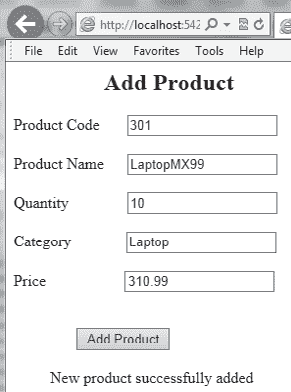 http://localhost:542
File Edit View Favorites Tools Help
Add Product
Product Code 301
Product Name LaptopMX99
Quantity 10
Category Laptop
Price 310.99
Add Product
New product successfully added